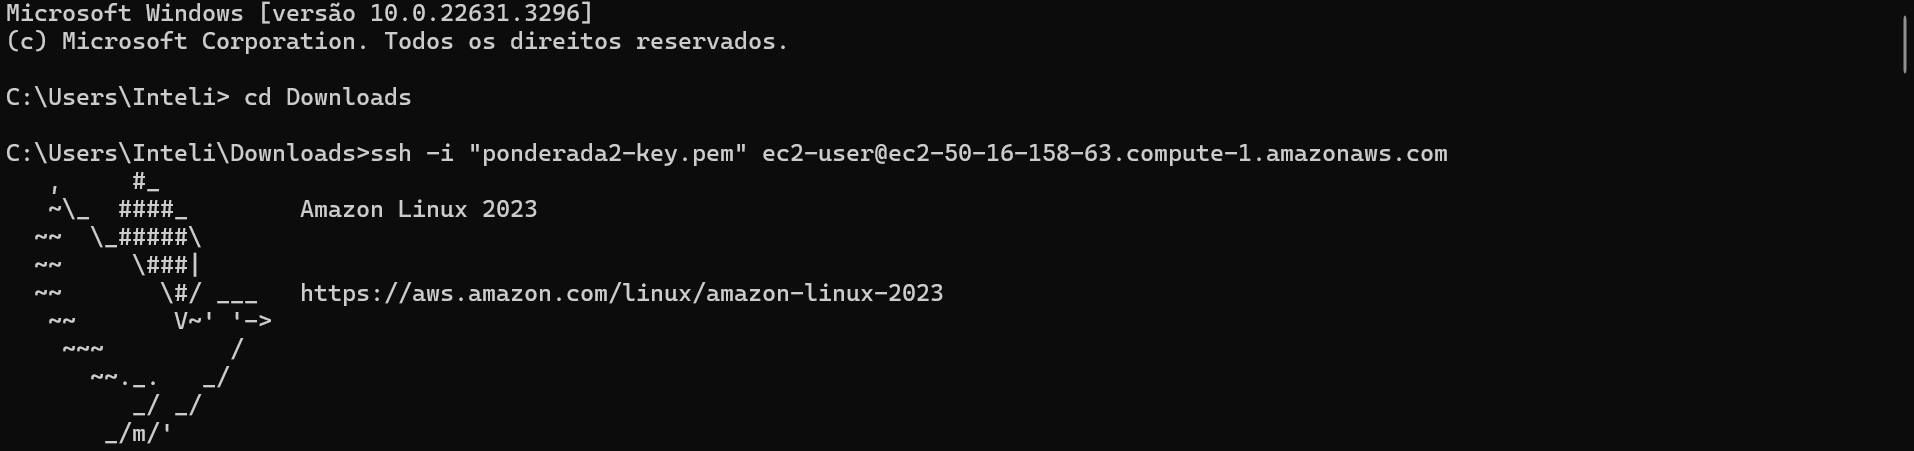 Microsoft Windows [versão 10.0.22631.3296]
(c) Microsoft Corporation. Todos os direitos reservados.

C:\Users\Inteli> cd Downloads

C:\Users\Inteli\Downloads>ssh -i "ponderada2-key.pem" ec2-user@ec2-50-16-158-63.compute-1.amazonaws.com
   ,     #_
   ~\_  ####_        Amazon Linux 2023
  ~~  \_#####\
  ~~     \###|
  ~~       \#/ ___   https://aws.amazon.com/linux/amazon-linux-2023
   ~~       V~' '->
    ~~~         /
      ~~._.   _/
         _/ _/
       _/m/'